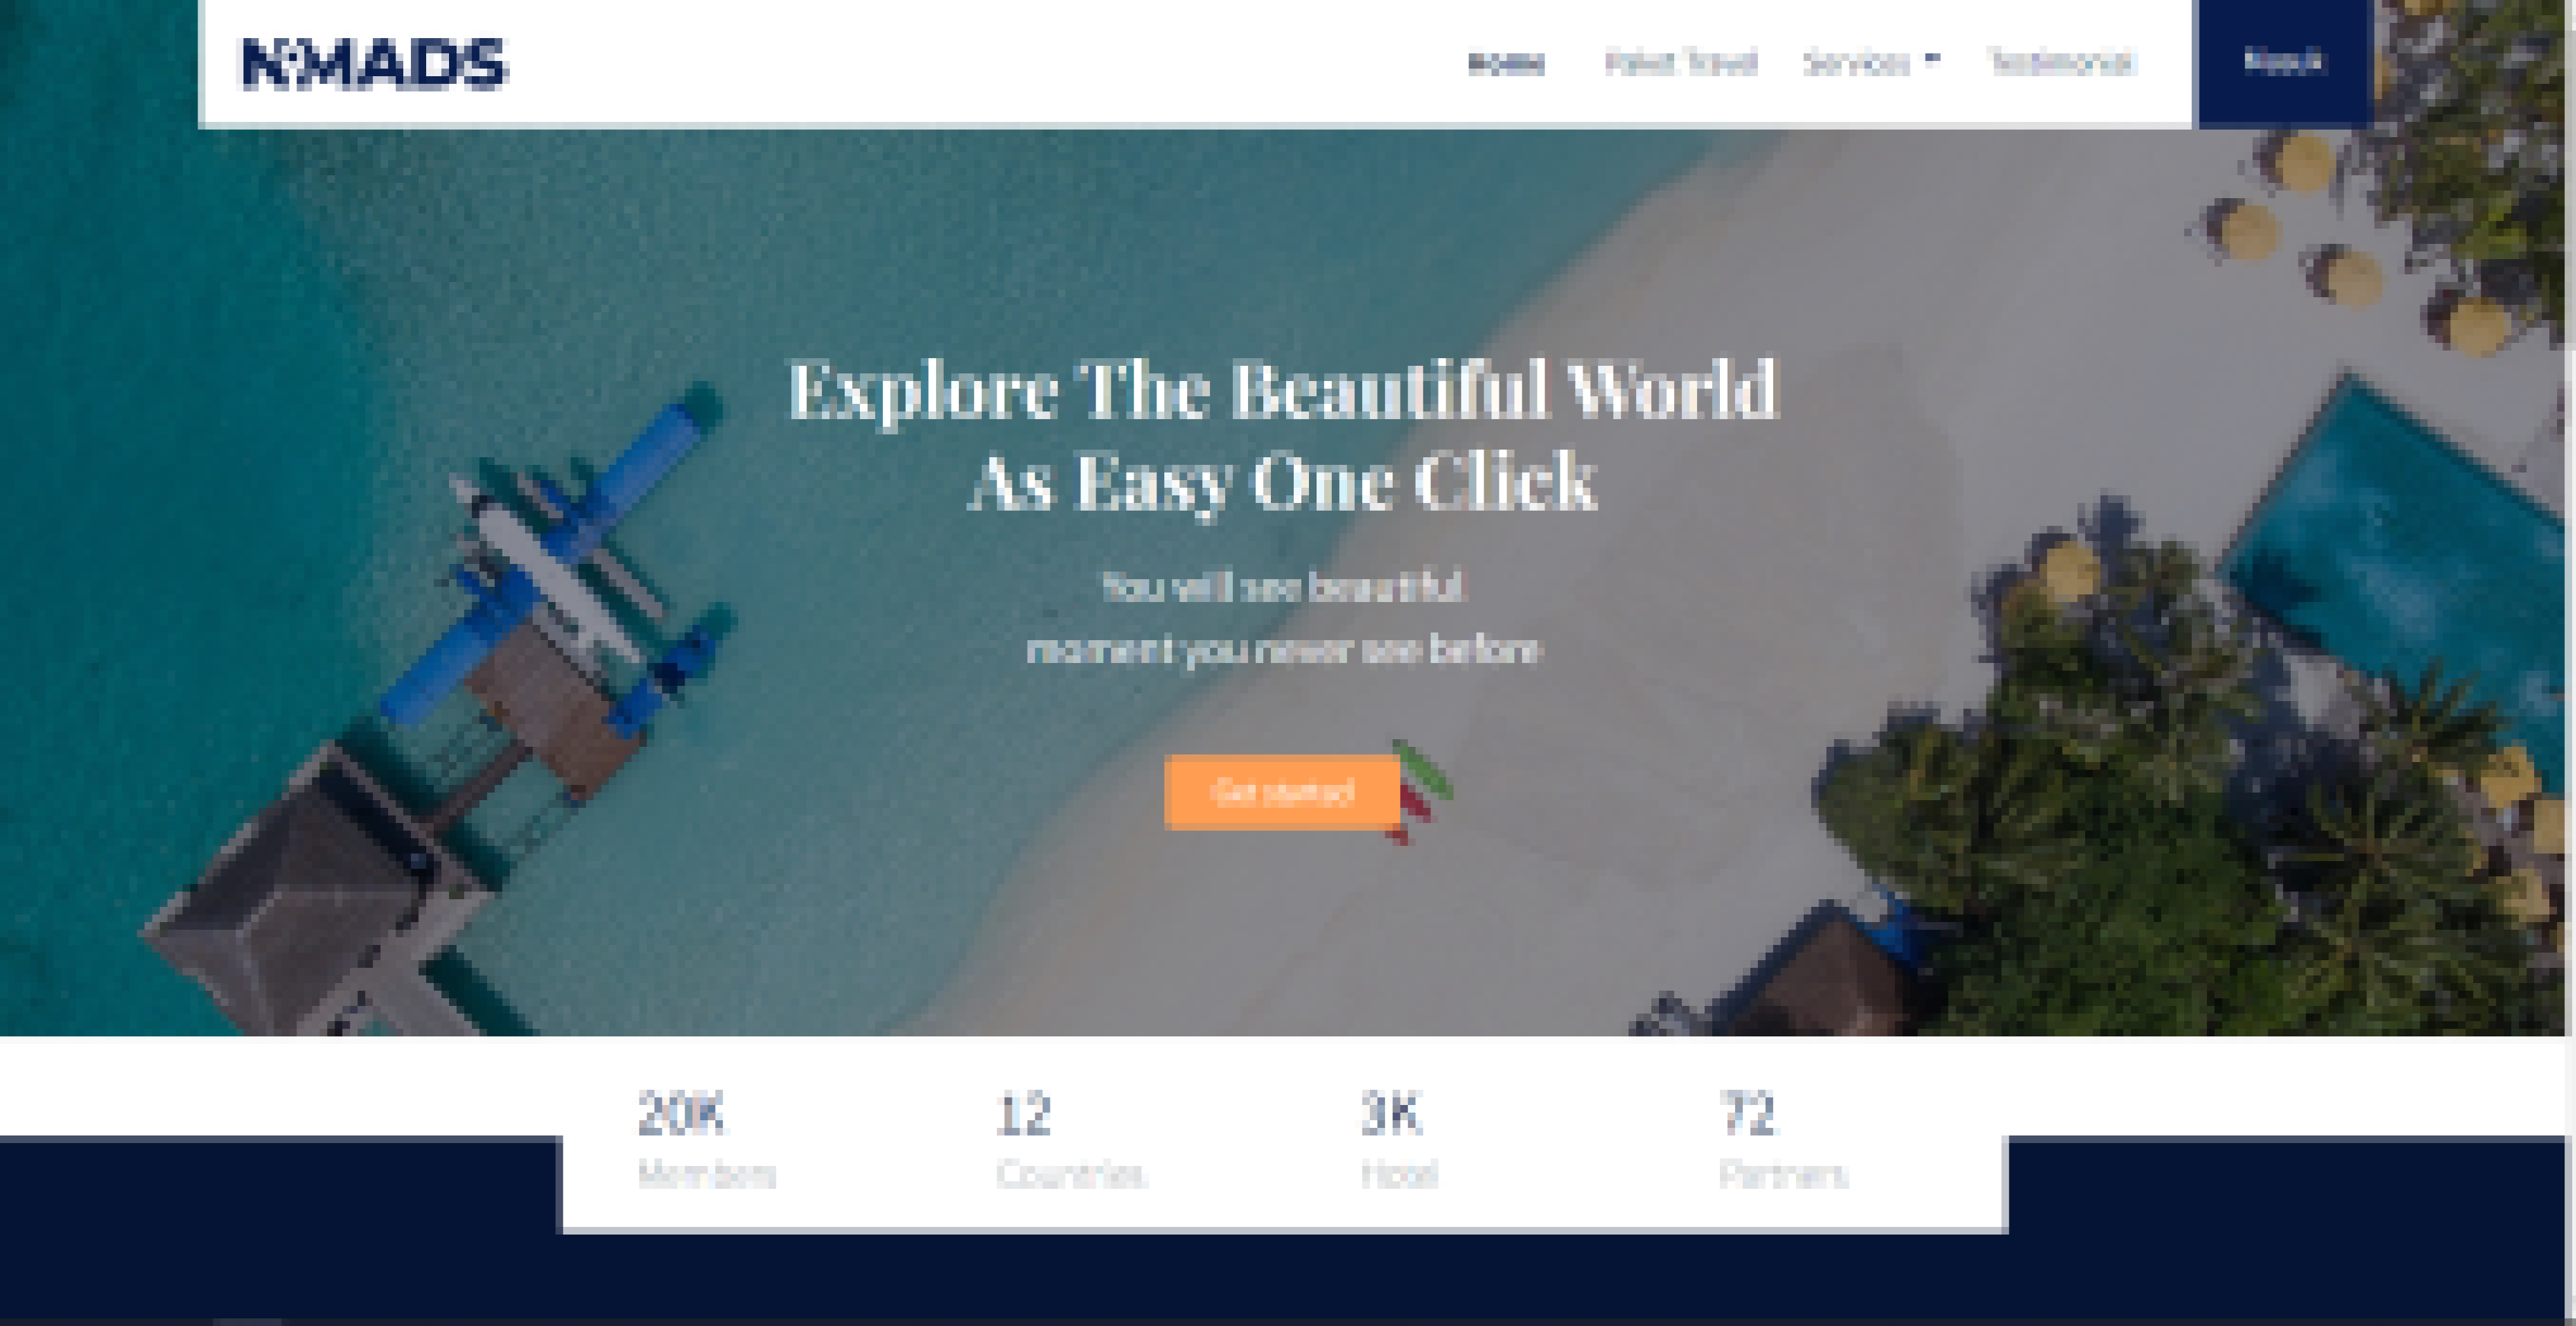 NOMADS
Home
Paket Travel
Services
Testimonial
Masuk
Explore The Beautiful World
As Easy One Click
You will see beautiful
moment you never see before
Get started
20K
12
3K
72
Members
Countries
Hotel
Partners